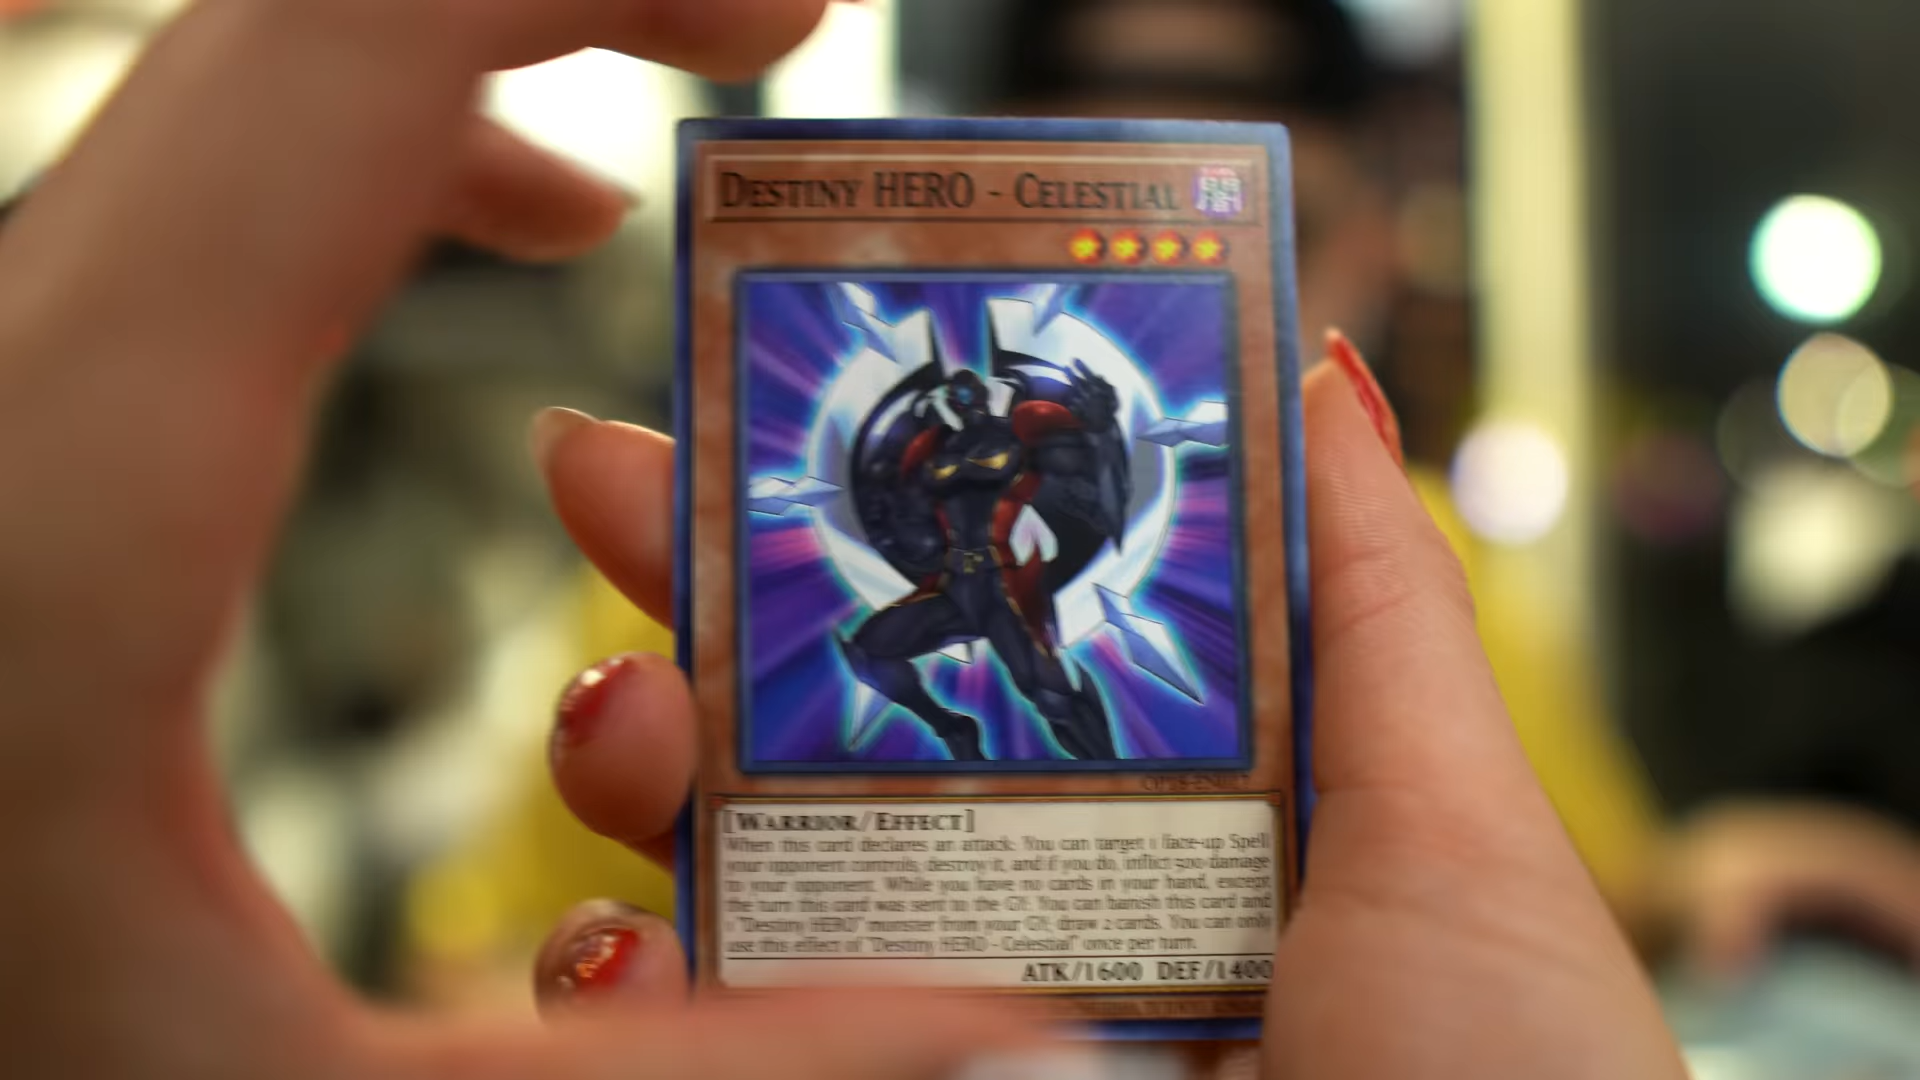 DESTINY HERO - CELESTIAL
[WARRIOR/EFFECT]
When this card declares an attack: You can target 1 face-up Spell
your opponent controls; destroy it, and if you do, inflict 500 damage
to your opponent. While you have no cards in your hand, except
the turn this card was sent to the GY: You can banish this card and
1 "Destiny HERO" monster from your GY; draw 2 cards. You can only
use this effect of "Destiny HERO - Celestial" once per turn.
ATK/1600 DEF/1400